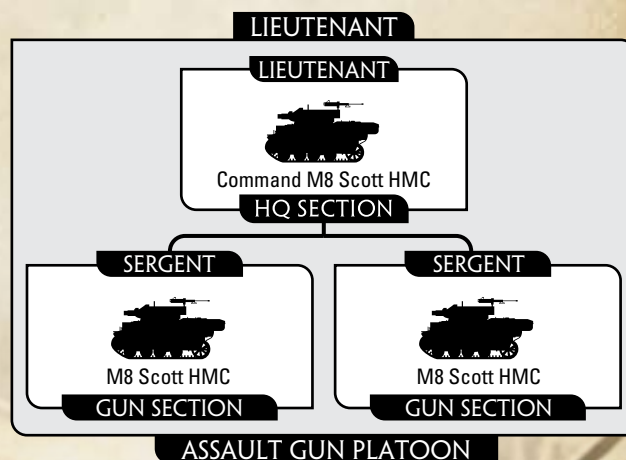 LIEUTENANT
LIEUTENANT
Command M8 Scott HMC
HQ SECTION
SERGENT
SERGENT
M8 Scott HMC
M8 Scott HMC
GUN SECTION
GUN SECTION
ASSAULT GUN PLATOON